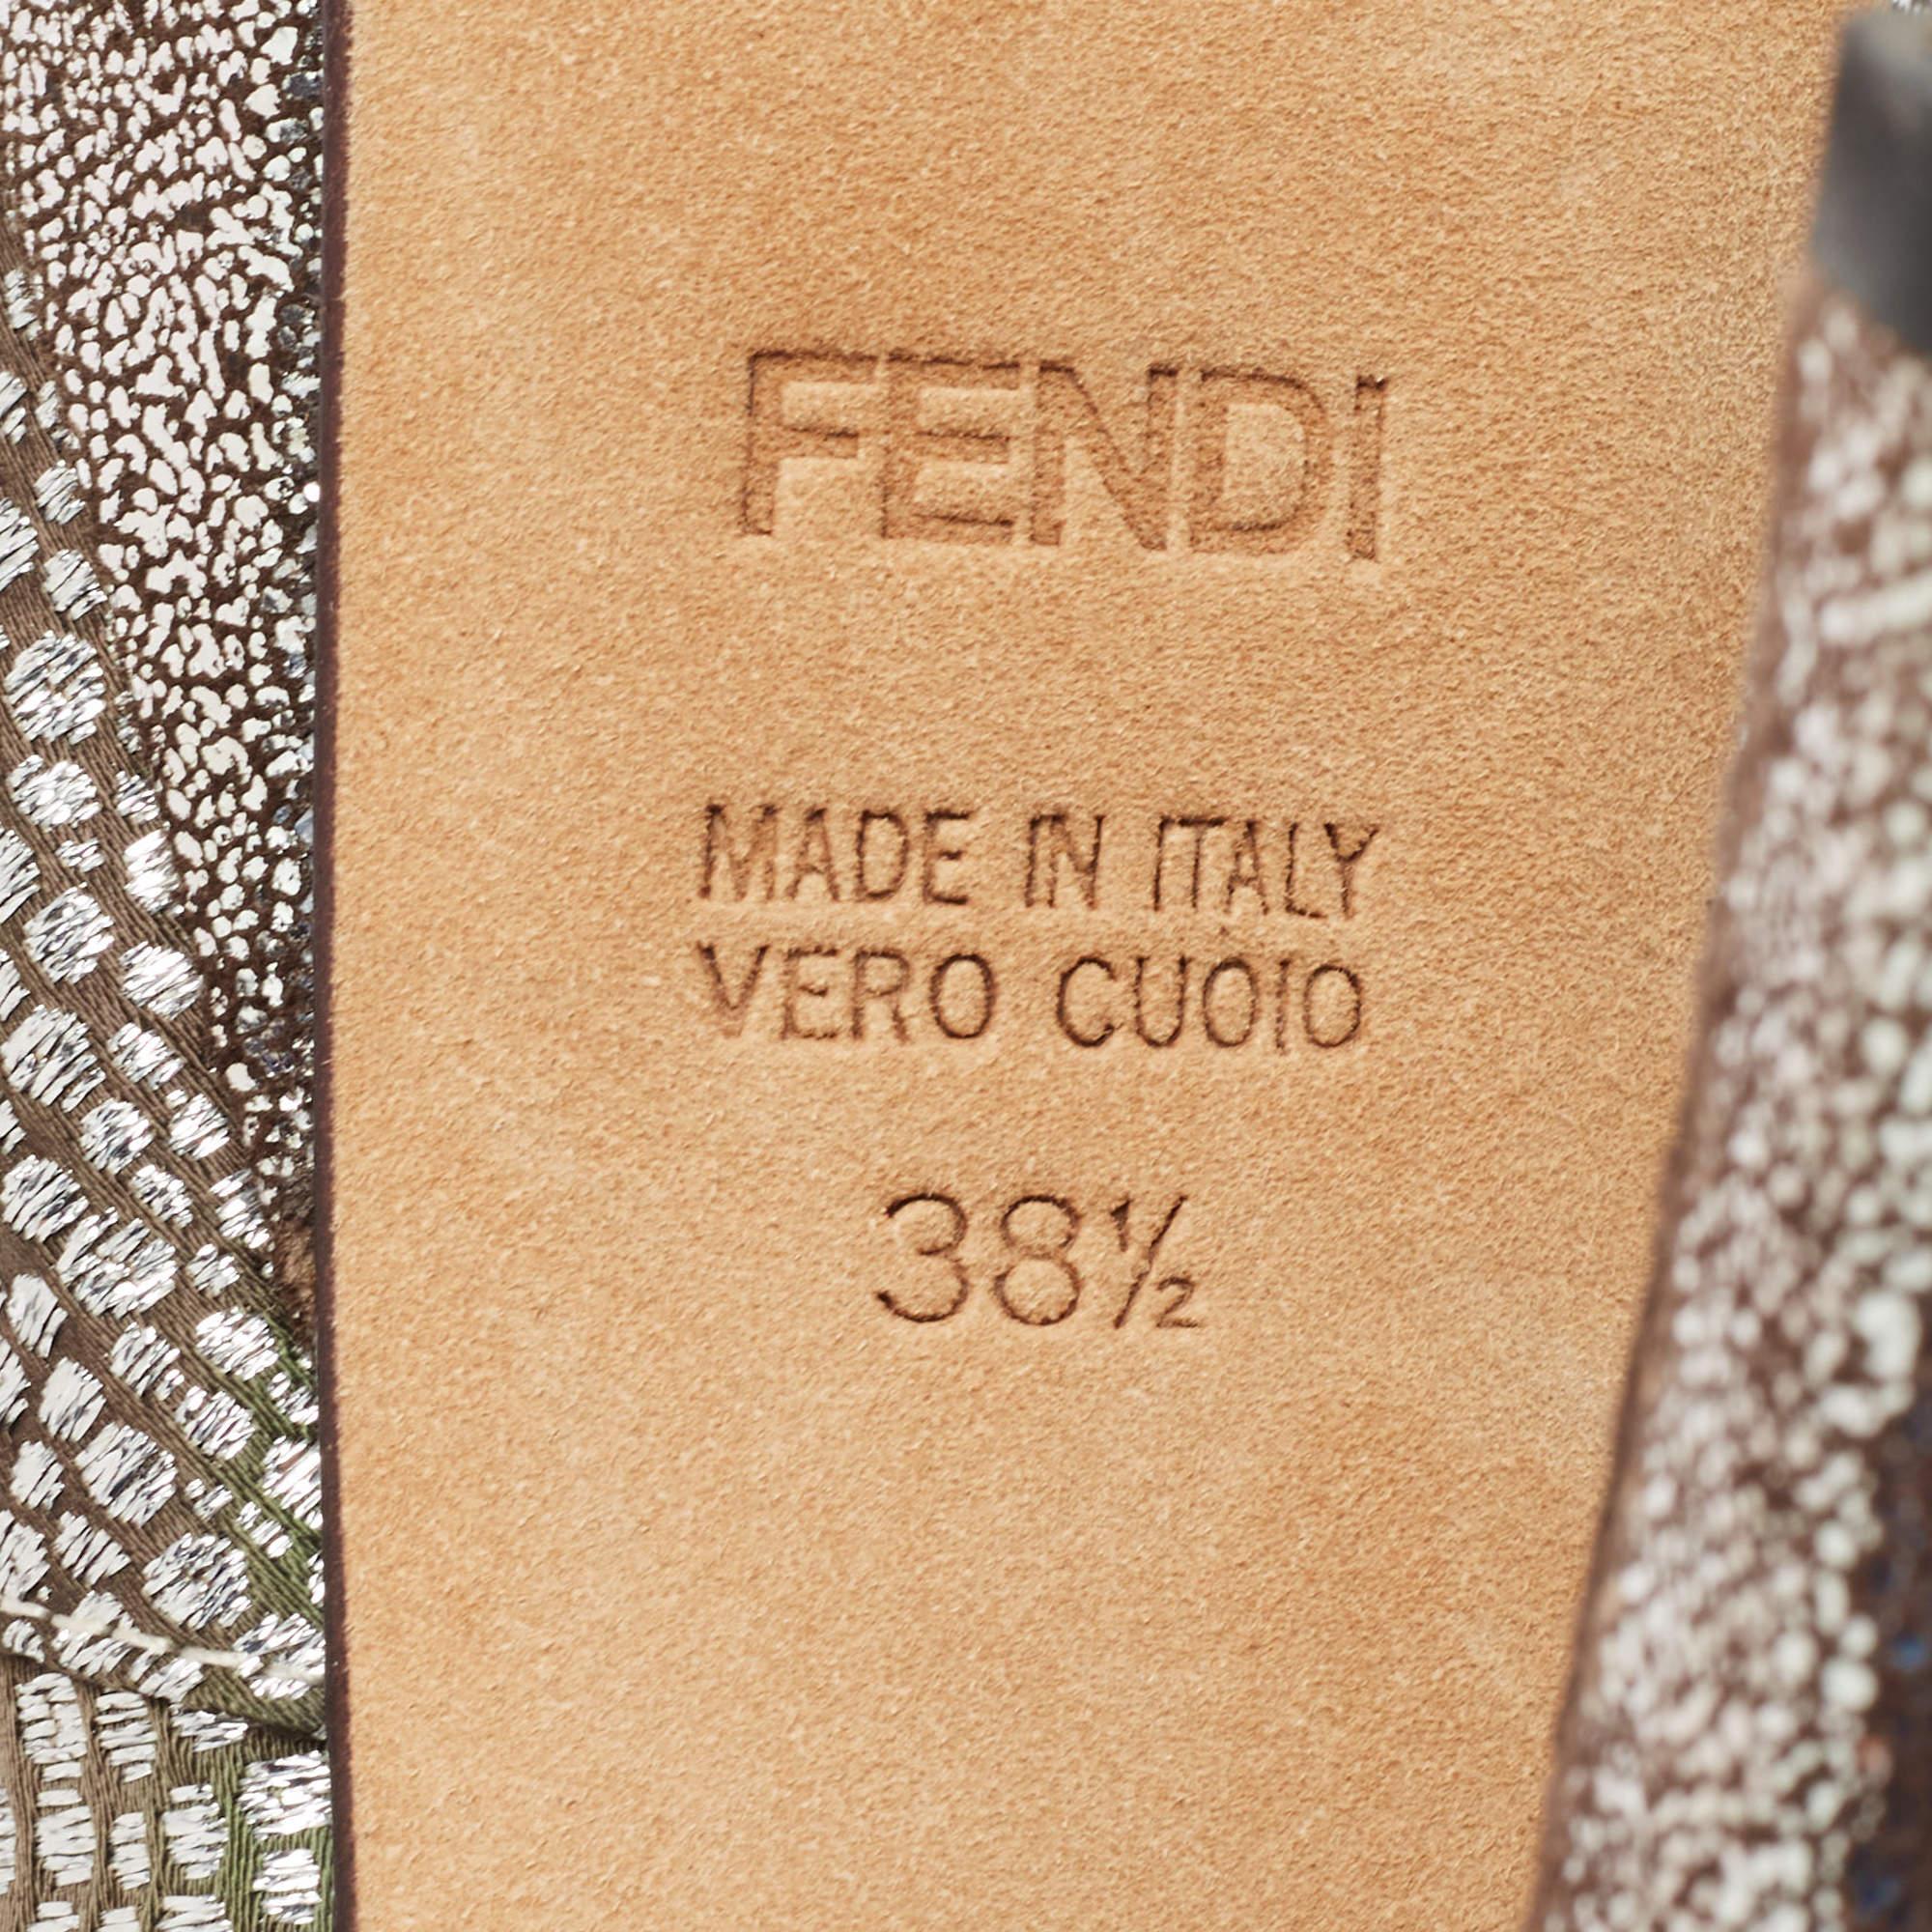 FENDI
MADE IN ITALY
VERO CUOIO
38½